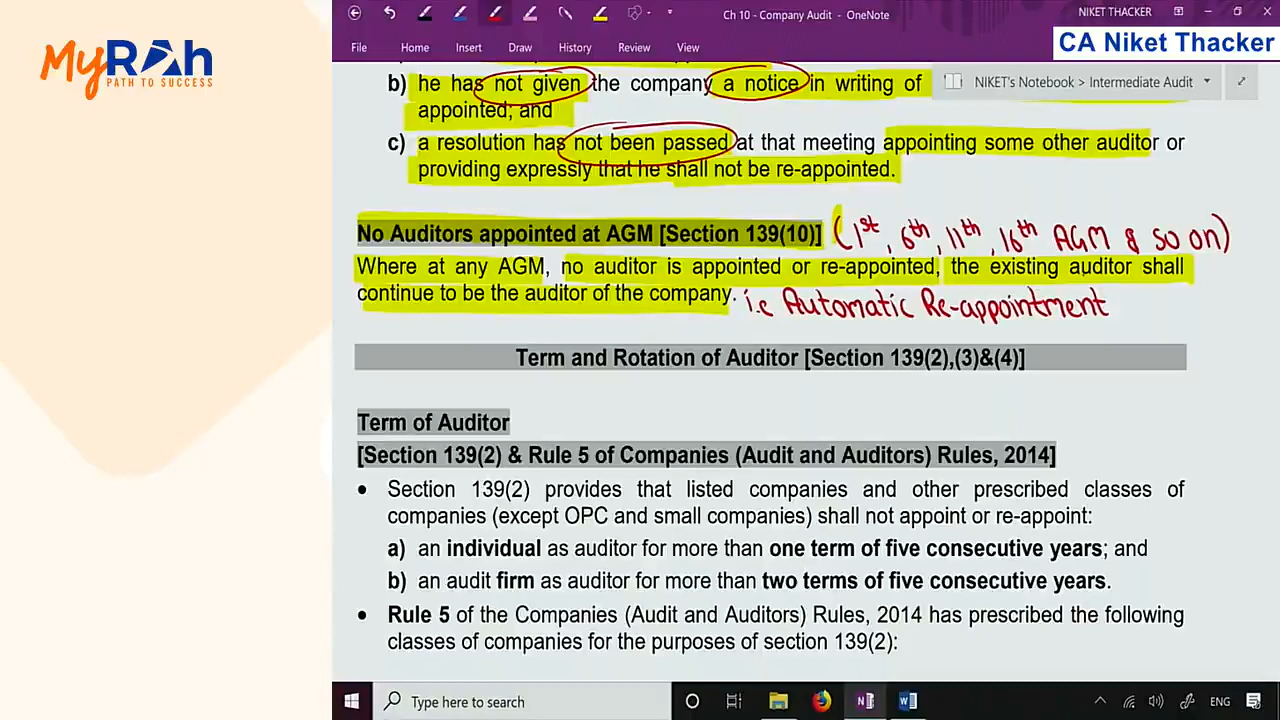 MyRAh
PATH TO SUCCESS
Ch 10 - Company Audit - OneNote
NIKET THACKER
CA Niket Thacker
File Home Insert Draw History Review View
NIKET's Notebook > Intermediate Audit
b) he has not given the company a notice in writing of
appointed; and
c) a resolution has not been passed at that meeting appointing some other auditor or
providing expressly that he shall not be re-appointed.
No Auditors appointed at AGM [Section 139(10)] (1st, 6th, 11th, 16th AGM & so on)
Where at any AGM, no auditor is appointed or re-appointed, the existing auditor shall
continue to be the auditor of the company. i.e Automatic Re-appointment
Term and Rotation of Auditor [Section 139(2),(3)&(4)]
Term of Auditor
[Section 139(2) & Rule 5 of Companies (Audit and Auditors) Rules, 2014]
• Section 139(2) provides that listed companies and other prescribed classes of
companies (except OPC and small companies) shall not appoint or re-appoint:
a) an individual as auditor for more than one term of five consecutive years; and
b) an audit firm as auditor for more than two terms of five consecutive years.
• Rule 5 of the Companies (Audit and Auditors) Rules, 2014 has prescribed the following
classes of companies for the purposes of section 139(2):
Type here to search
ENG